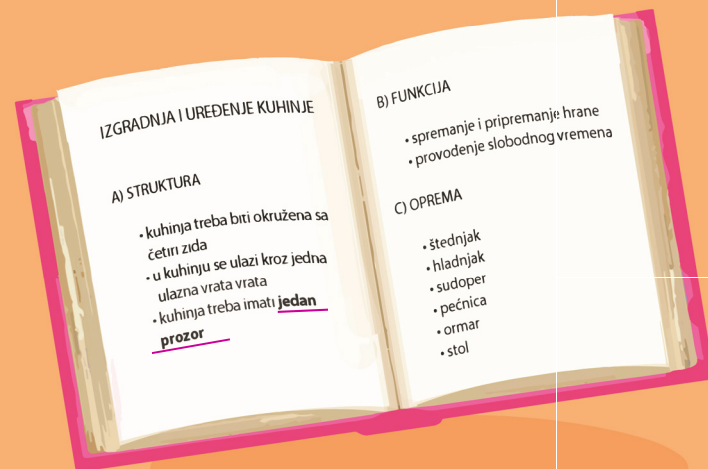 IZGRADNJA I UREĐENJE KUHINJE
A) STRUKTURA
• kuhinja treba biti okružena sa
četiri zida
• u kuhinju se ulazi kroz jedna
ulazna vrata vrata
• kuhinja treba imati jedan
prozor
B) FUNKCIJA
• spremanje i pripremanje hrane
• provođenje slobodnog vremena
C) OPREMA
• štednjak
• hladnjak
• sudoper
• pećnica
• ormar
• stol